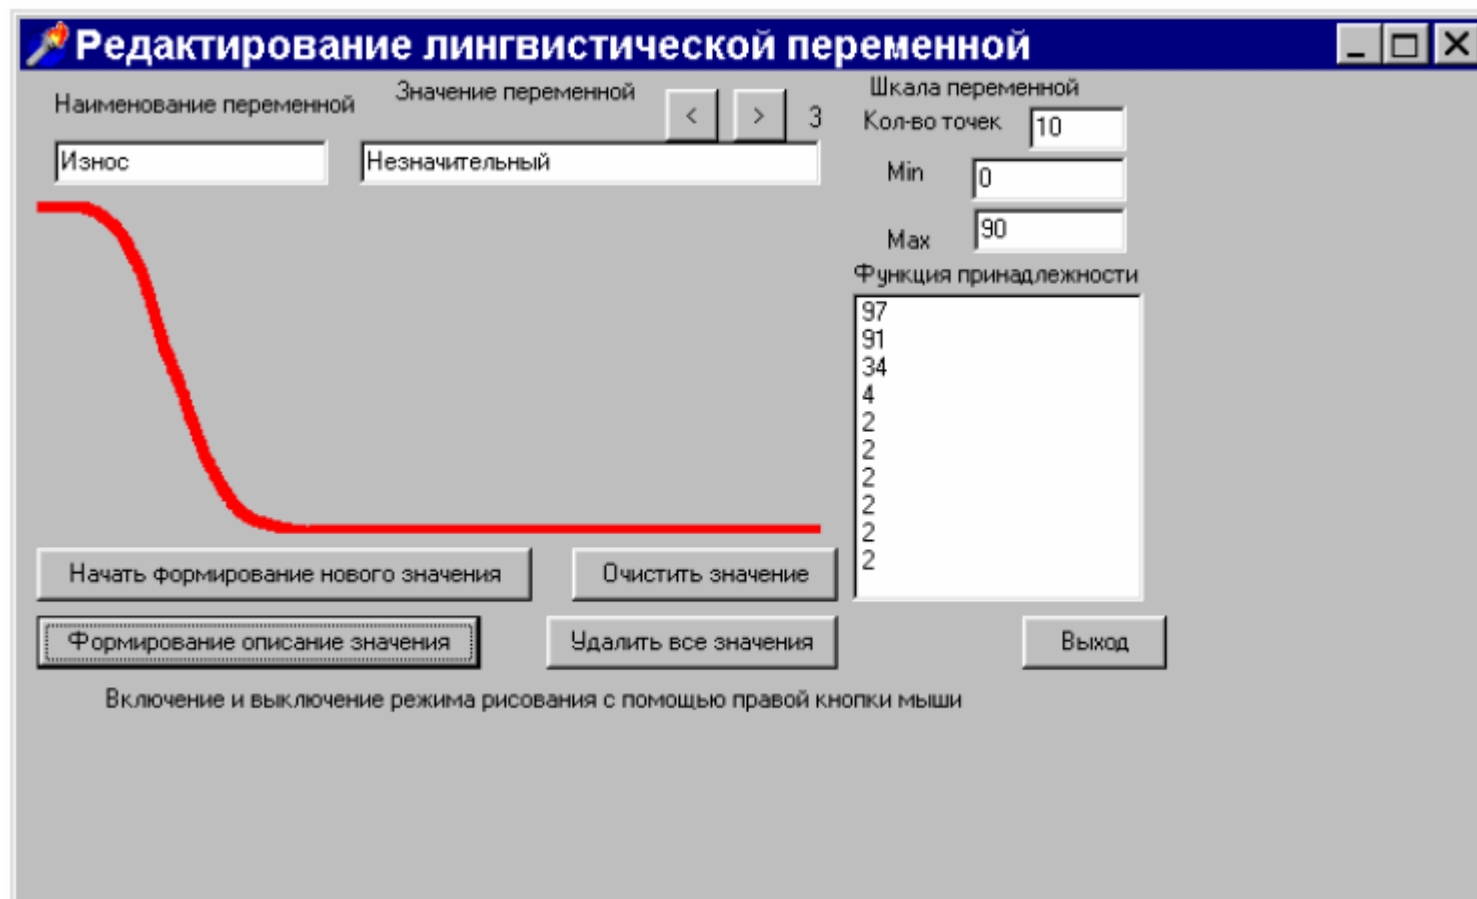 Редактирование лингвистической переменной
Наименование переменной
Значение переменной
< > 3
Износ
Незначительный
Шкала переменной
Кол-во точек 10
Min 0
Max 90
Функция принадлежности
97
91
34
4
2
2
2
2
2
2
Начать формирование нового значения
Очистить значение
Формирование описание значения
Удалить все значения
Выход
Включение и выключение режима рисования с помощью правой кнопки мыши